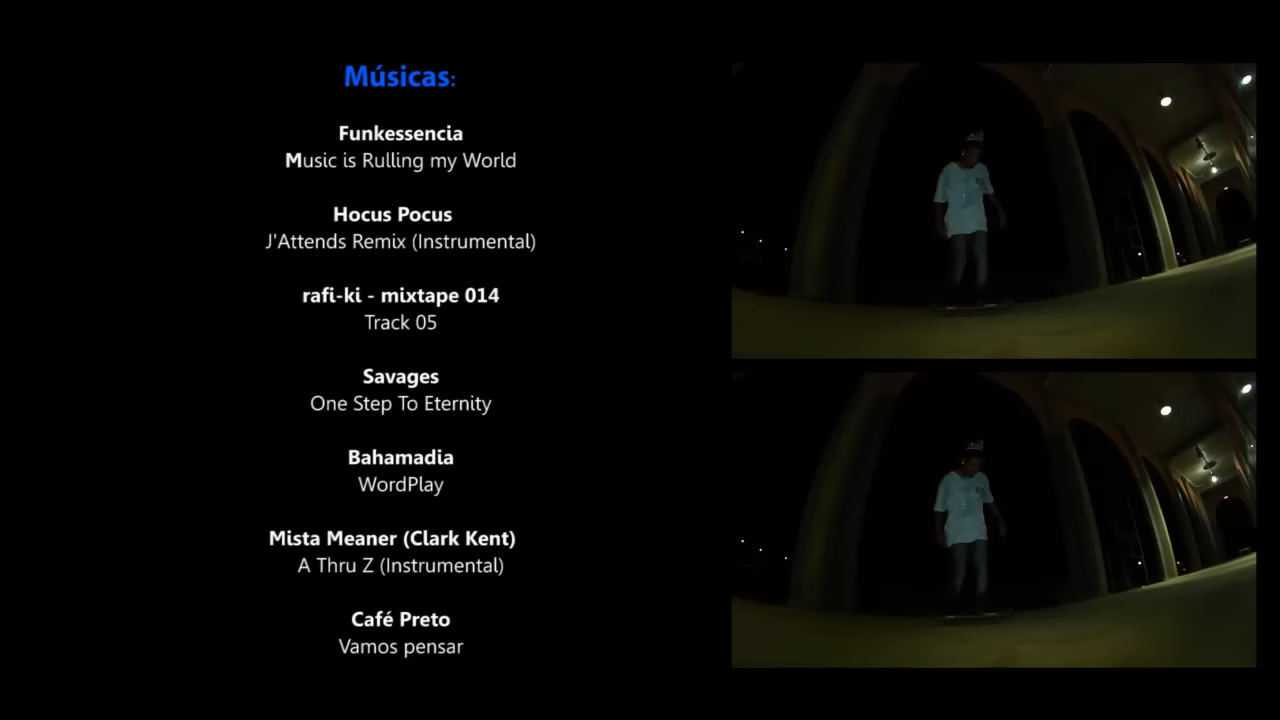 Músicas:
Funkessencia
Music is Rulling my World
Hocus Pocus
J'Attends Remix (Instrumental)
rafi-ki - mixtape 014
Track 05
Savages
One Step To Eternity
Bahamadia
WordPlay
Mista Meaner (Clark Kent)
A Thru Z (Instrumental)
Café Preto
Vamos pensar